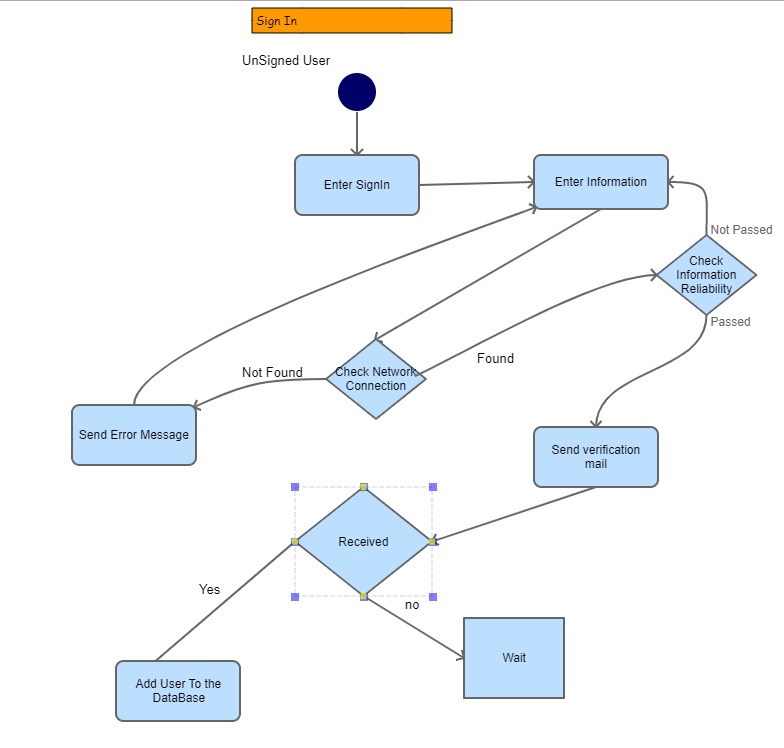 Sign In
UnSigned User
Enter SignIn
Enter Information
Not Passed
Check
Information
Reliability
Passed
Found
Check Network
Connection
Not Found
Send Error Message
Send verification
mail
Received
Yes
no
Wait
Add User To the
DataBase